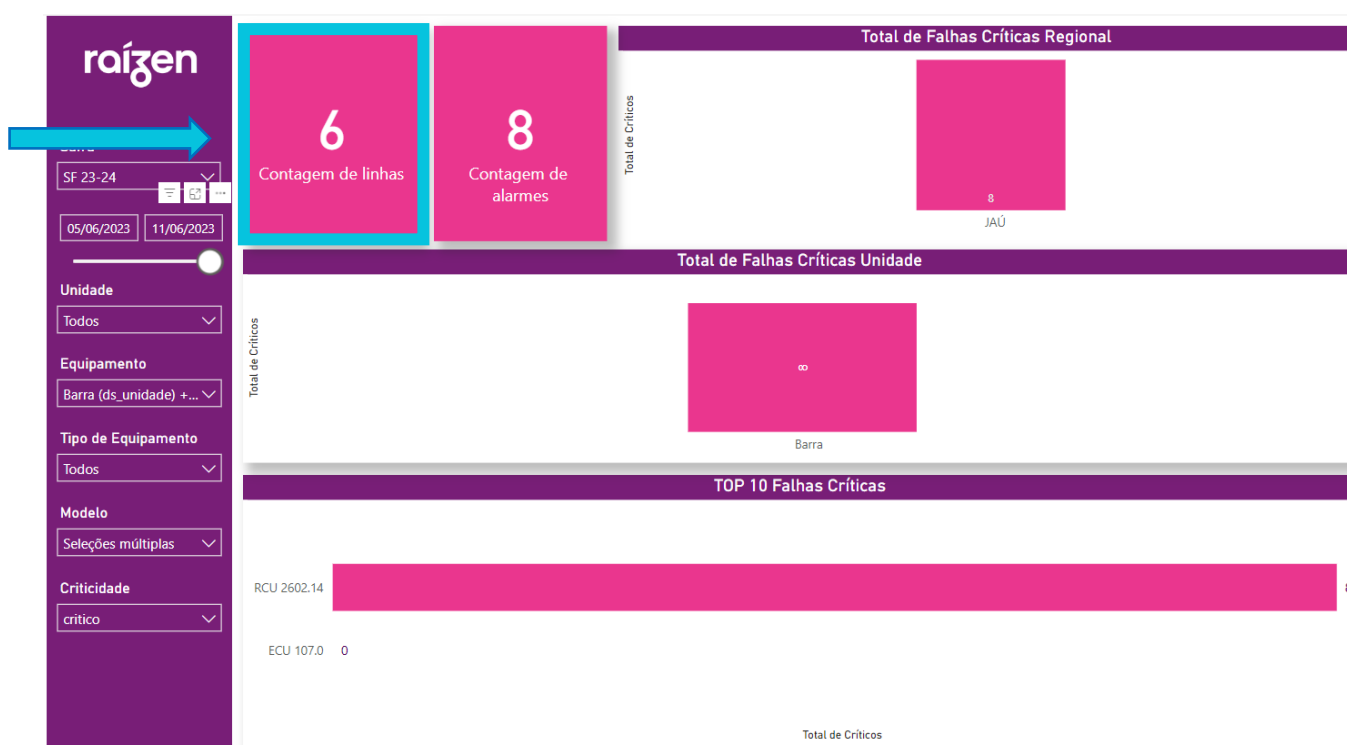 raízen
SF 23-24
05/06/2023 11/06/2023
Unidade
Todos
Equipamento
Barra (ds_unidade) +...
Tipo de Equipamento
Todos
Modelo
Seleções múltiplas
Criticidade
critico
6
Contagem de linhas
8
Contagem de
alarmes
Total de Falhas Críticas Regional
Total de Críticos
8
JAÚ
Total de Falhas Críticas Unidade
Total de Críticos
8
Barra
TOP 10 Falhas Críticas
RCU 2602.14
ECU 107.0 0
Total de Críticos